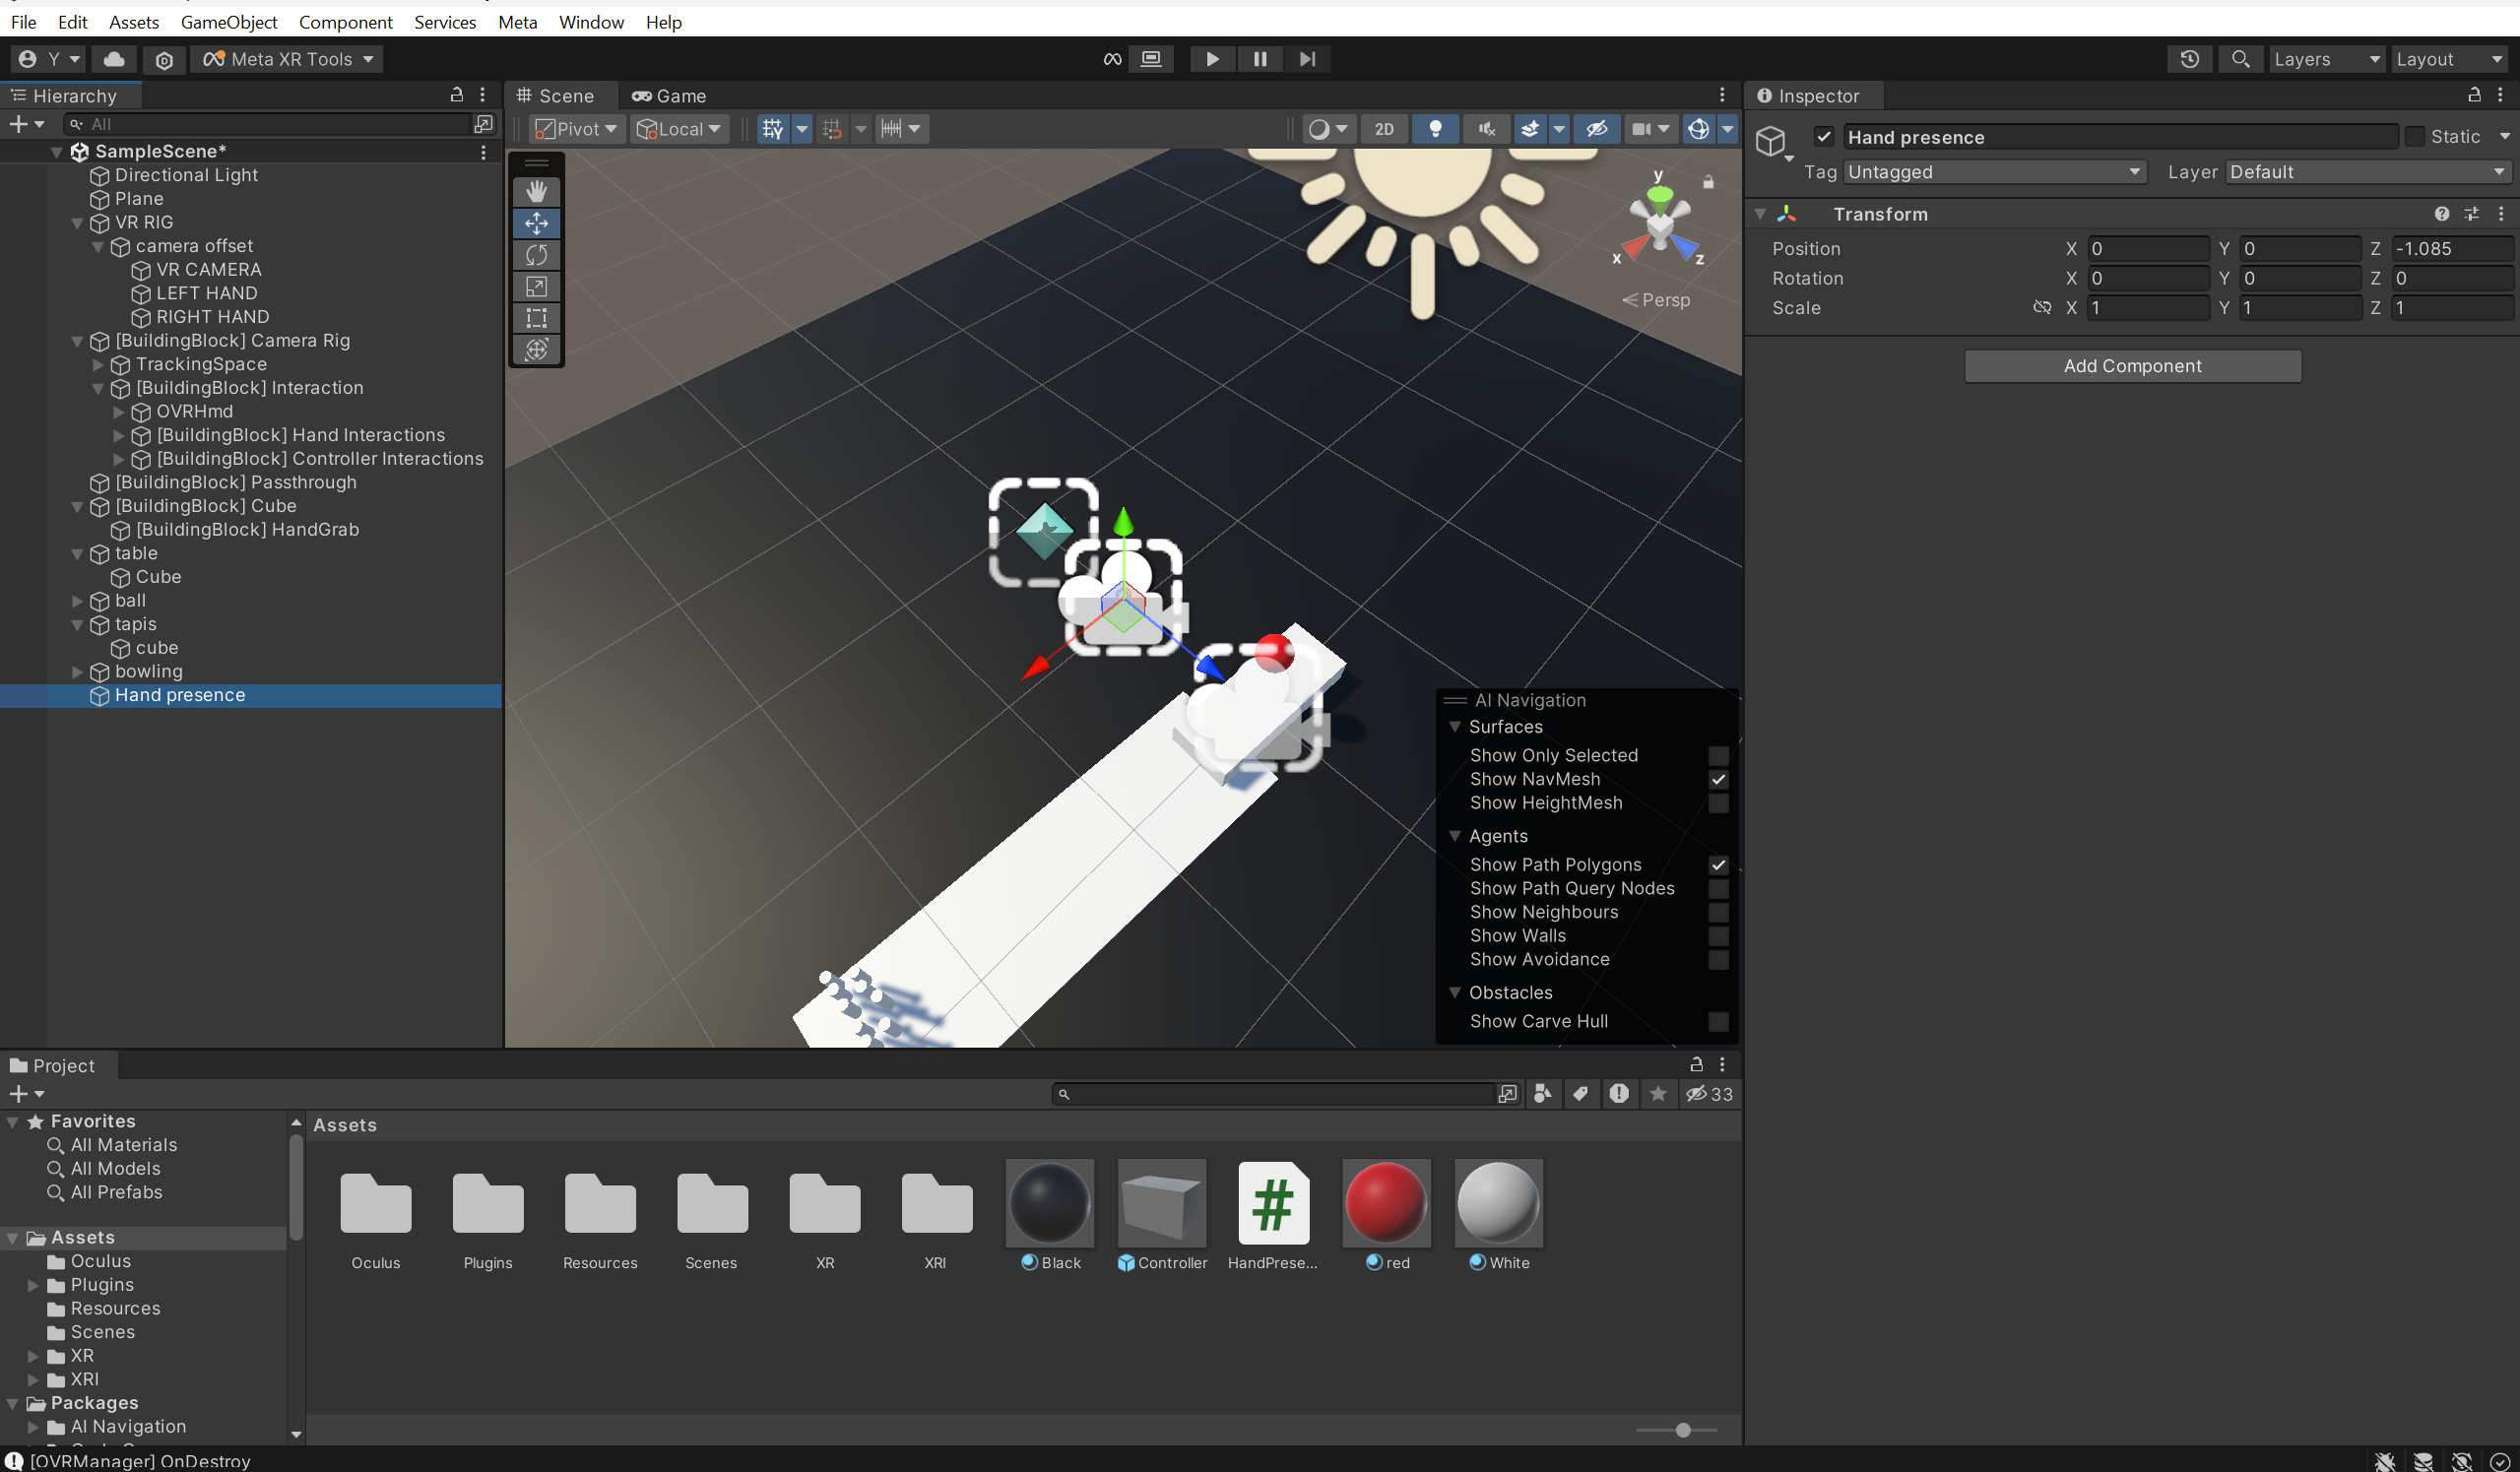 File Edit Assets GameObject Component Services Meta Window Help
Y Meta XR Tools Layers Layout
Hierarchy
All
SampleScene*
Directional Light
Plane
VR RIG
camera offset
VR CAMERA
LEFT HAND
RIGHT HAND
[BuildingBlock] Camera Rig
TrackingSpace
[BuildingBlock] Interaction
OVRHmd
[BuildingBlock] Hand Interactions
[BuildingBlock] Controller Interactions
[BuildingBlock] Passthrough
[BuildingBlock] Cube
[BuildingBlock] HandGrab
table
Cube
ball
tapis
cube
bowling
Hand presence
Scene Game
Pivot Local 2D
y
x z
Persp
AI Navigation
Surfaces
Show Only Selected
Show NavMesh
Show HeightMesh
Agents
Show Path Polygons
Show Path Query Nodes
Show Neighbours
Show Walls
Show Avoidance
Obstacles
Show Carve Hull
Inspector
Hand presence Static
Tag Untagged Layer Default
Transform
Position X 0 Y 0 Z -1.085
Rotation X 0 Y 0 Z 0
Scale X 1 Y 1 Z 1
Add Component
Project
33
Favorites
All Materials
All Models
All Prefabs
Assets
Oculus
Plugins
Resources
Scenes
XR
XRI
Packages
AI Navigation
Assets
Oculus Plugins Resources Scenes XR XRI Black Controller HandPrese... red White
[OVRManager] OnDestroy